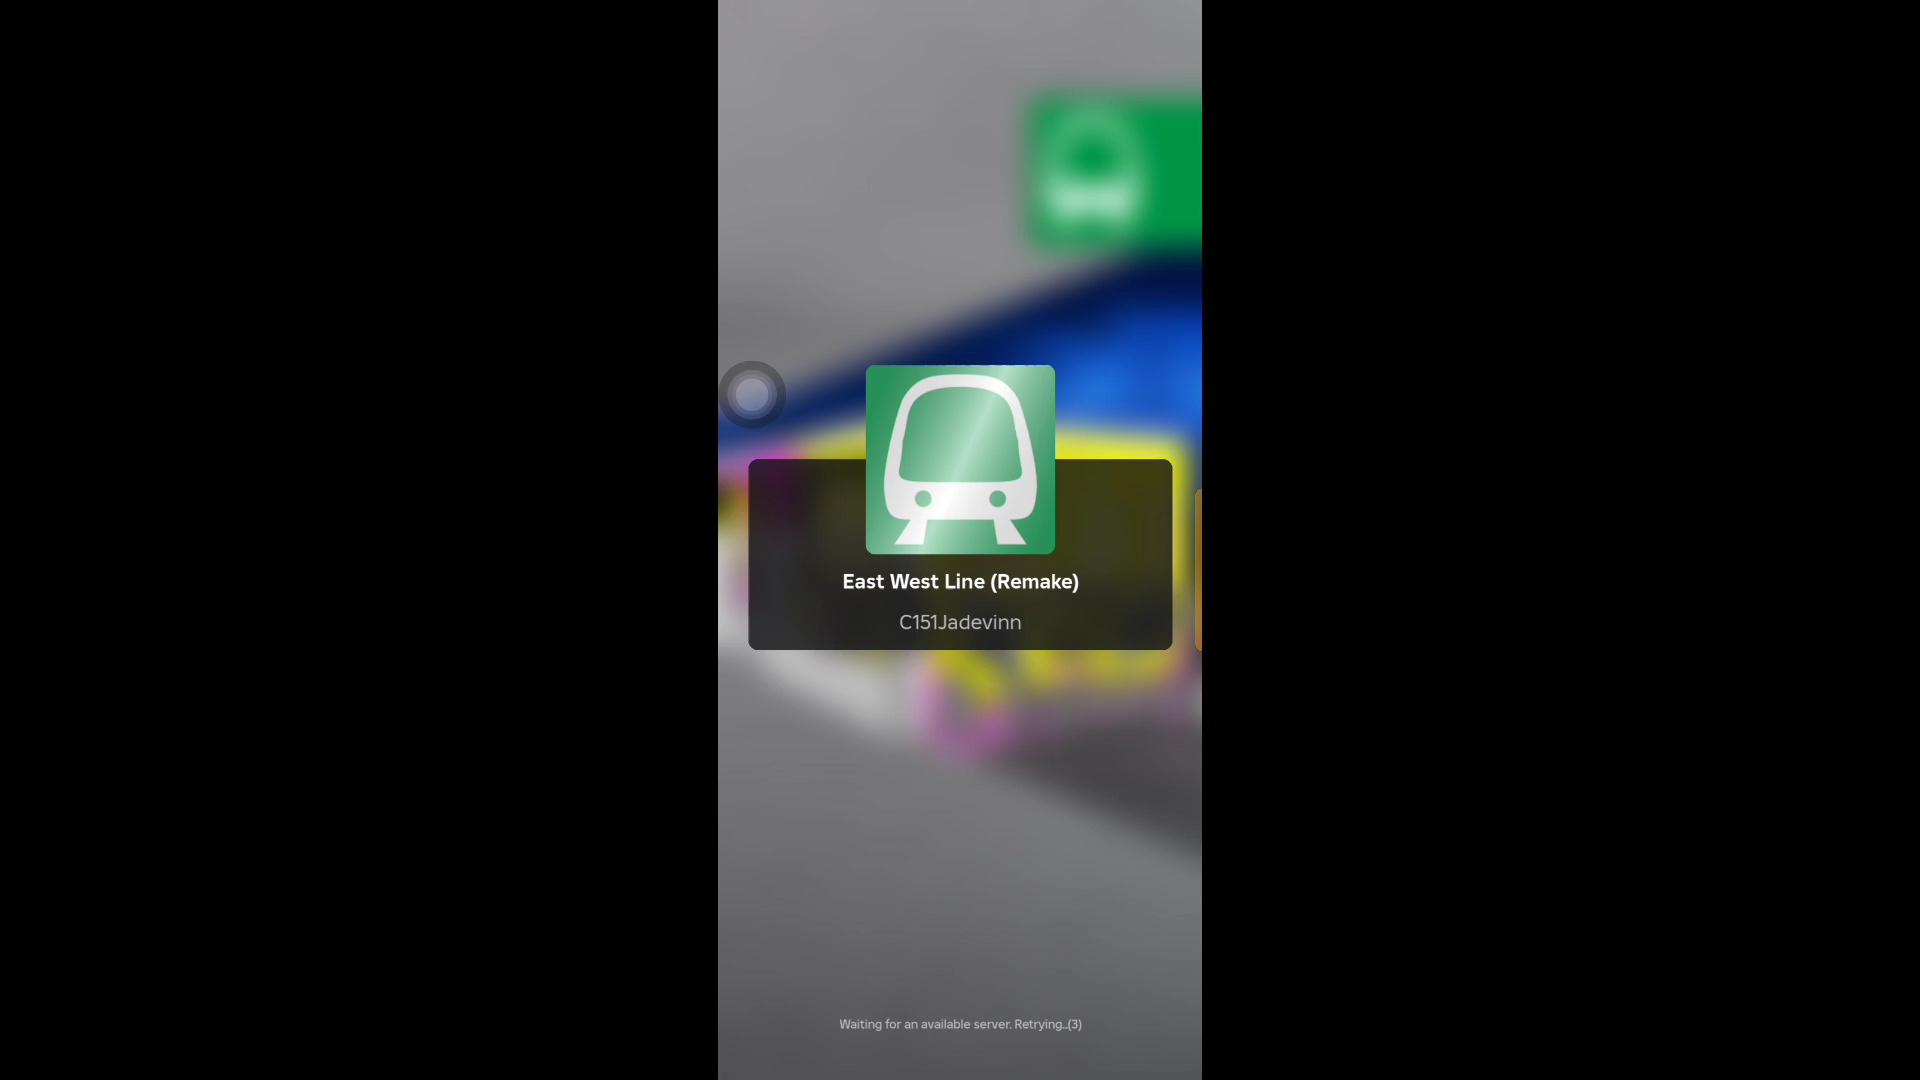 East West Line (Remake)
C151Jadevinn
Waiting for an available server. Retrying...(3)